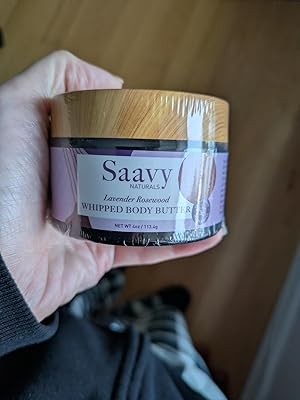 Saavy
NATURALS
Lavender Rosewood
WHIPPED BODY BUTTER
NET WT 4oz / 113.4g